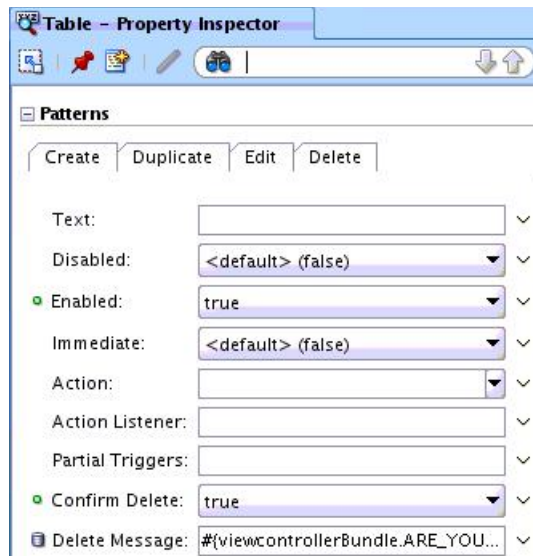 Table - Property Inspector
Patterns
Create Duplicate Edit Delete
Text:
Disabled: <default> (false)
Enabled: true
Immediate: <default> (false)
Action:
Action Listener:
Partial Triggers:
Confirm Delete: true
Delete Message: #{viewcontrollerBundle.ARE_YOU...